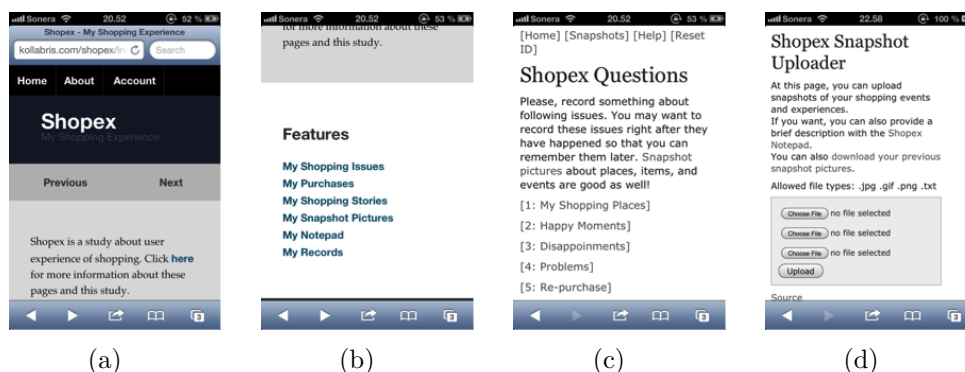 Sonera 20.52 52 %
Shopex - My Shopping Experience
kollabris.com/shopex/in
Search
Home About Account
Shopex
My Shopping Experience
Previous Next
Shopex is a study about user
experience of shopping. Click here
for more information about these
pages and this study.
3
(a)
Sonera 20.52 53 %
for more information about these
pages and this study.
Features
My Shopping Issues
My Purchases
My Shopping Stories
My Snapshot Pictures
My Notepad
My Records
3
(b)
Sonera 20.52 53 %
[Home] [Snapshots] [Help] [Reset
ID]
Shopex Questions
Please, record something about
following issues. You may want to
record these issues right after they
have happened so that you can
remember them later. Snapshot
pictures about places, items, and
events are good as well!
[1: My Shopping Places]
[2: Happy Moments]
[3: Disappoinments]
[4: Problems]
[5: Re-purchase]
3
(c)
Sonera 22.58 100 %
Shopex Snapshot
Uploader
At this page, you can upload
snapshots of your shopping events
and experiences.
If you want, you can also provide a
brief description with the Shopex
Notepad.
You can also download your previous
snapshot pictures.
Allowed file types: .jpg .gif .png .txt
Choose File no file selected
Choose File no file selected
Choose File no file selected
Upload
Source
3
(d)